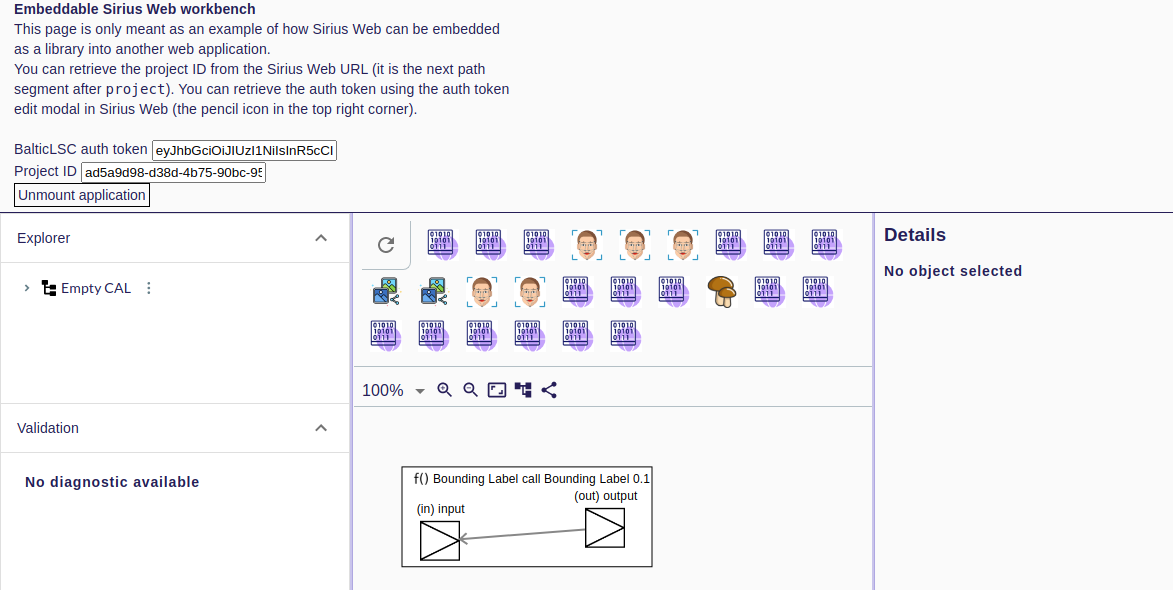 Embeddable Sirius Web workbench
This page is only meant as an example of how Sirius Web can be embedded
as a library into another web application.
You can retrieve the project ID from the Sirius Web URL (it is the next path
segment after project). You can retrieve the auth token using the auth token
edit modal in Sirius Web (the pencil icon in the top right corner).
BalticLSC auth token eyJhbGciOiJIUzI1NiIsInR5cCI
Project ID ad5a9d98-d38d-4b75-90bc-95
Unmount application
Explorer
Empty CAL
Validation
No diagnostic available
100%
f() Bounding Label call Bounding Label 0.1
(out) output
(in) input
Details
No object selected